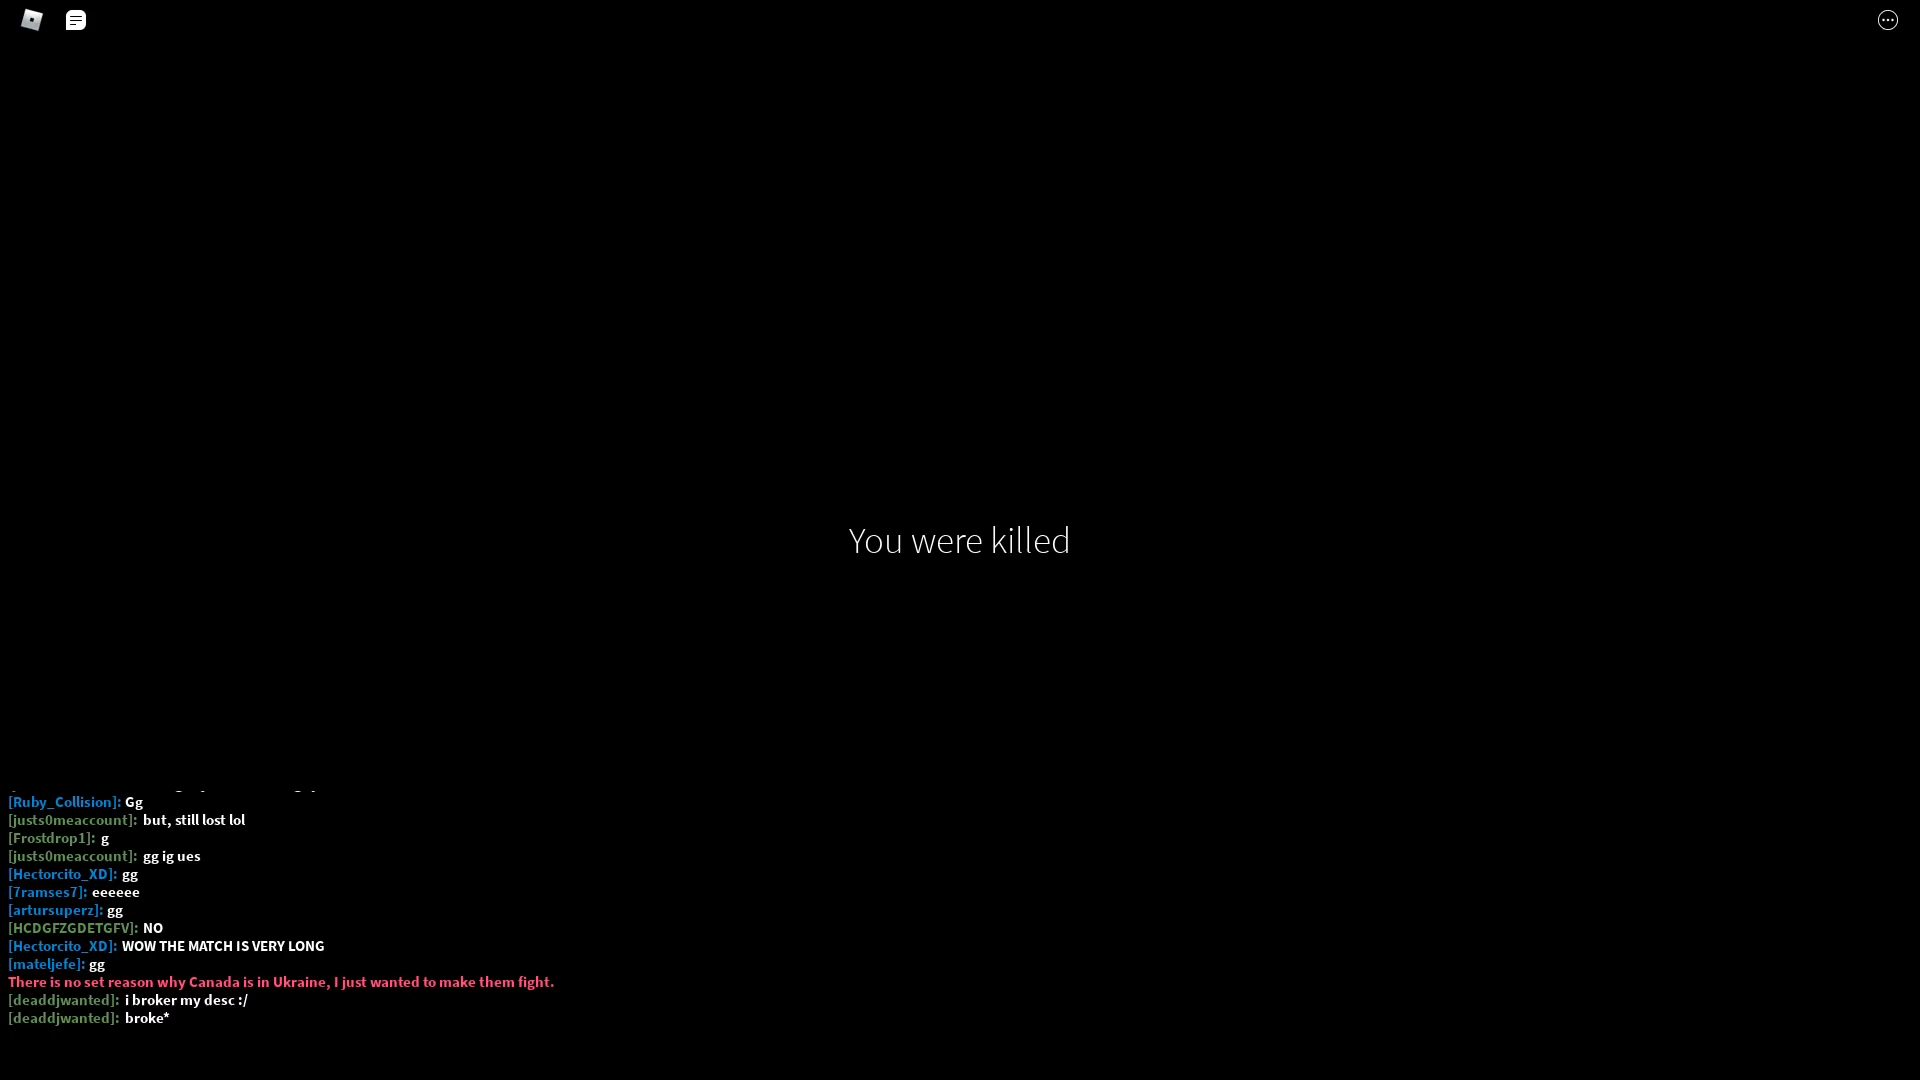 You were killed
[Ruby_Collision]: Gg
[justs0meaccount]: but, still lost lol
[Frostdrop1]: g
[justs0meaccount]: gg ig ues
[Hectorcito_XD]: gg
[7ramses7]: eeeeee
[artursuperz]: gg
[HCDGFZGDETGFV]: NO
[Hectorcito_XD]: WOW THE MATCH IS VERY LONG
[mateljefe]: gg
There is no set reason why Canada is in Ukraine, I just wanted to make them fight.
[deaddjwanted]: i broker my desc :/
[deaddjwanted]: broke*